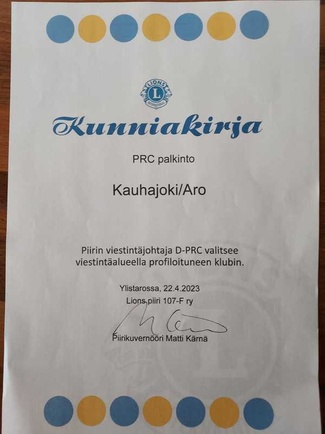 LIONS
L
Kunniakirja
PRC palkinto
Kauhajoki/Aro
Piirin viestintäjohtaja D-PRC valitsee
viestintäalueella profiloituneen klubin.
Ylistarossa, 22.4.2023
Lions piiri 107-F ry
Piirikuvernööri Matti Kärnä